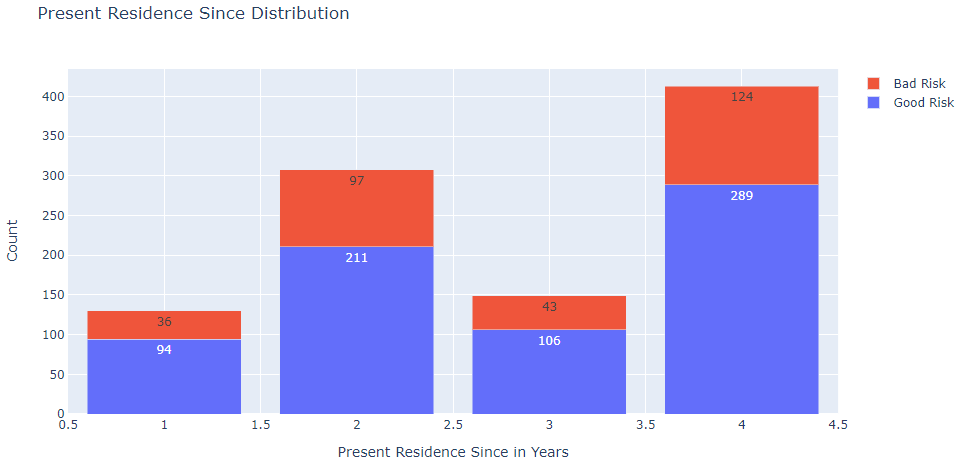 Present Residence Since Distribution
Bad Risk
Good Risk
Count
400
350
300
250
200
150
100
50
0
36
94
97
211
43
106
124
289
0.5 1 1.5 2 2.5 3 3.5 4 4.5
Present Residence Since in Years